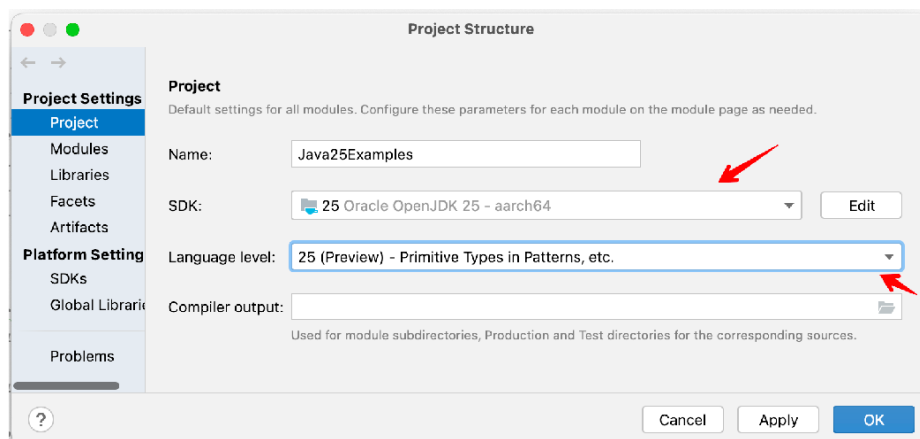 Project Structure
Project Settings
Project
Modules
Libraries
Facets
Artifacts
Platform Setting
SDKs
Global Librarie
Problems
Project
Default settings for all modules. Configure these parameters for each module on the module page as needed.
Name: Java25Examples
SDK: 25 Oracle OpenJDK 25 - aarch64 Edit
Language level: 25 (Preview) - Primitive Types in Patterns, etc.
Compiler output:
Used for module subdirectories, Production and Test directories for the corresponding sources.
? Cancel Apply OK